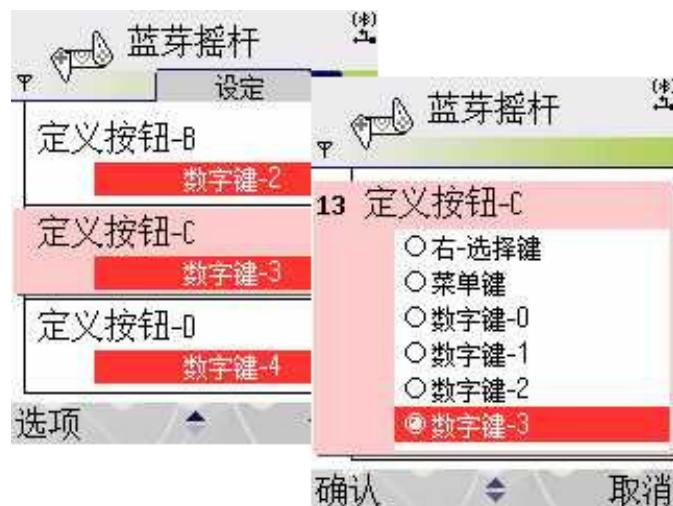 蓝芽摇杆
设定
定义按钮-B
数字键-2
定义按钮-C
数字键-3
定义按钮-D
数字键-4
选项
蓝芽摇杆
13 定义按钮-C
右-选择键
菜单键
数字键-0
数字键-1
数字键-2
数字键-3
确认 取消